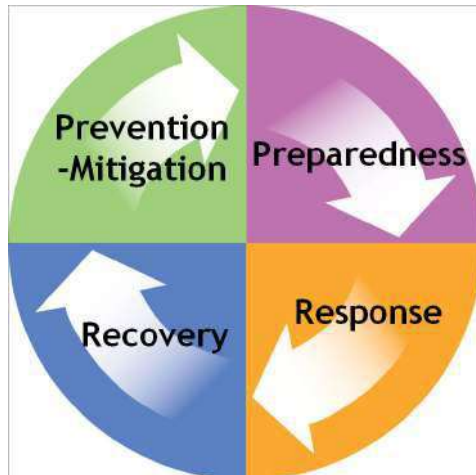 Prevention
-Mitigation
Preparedness
Response
Recovery